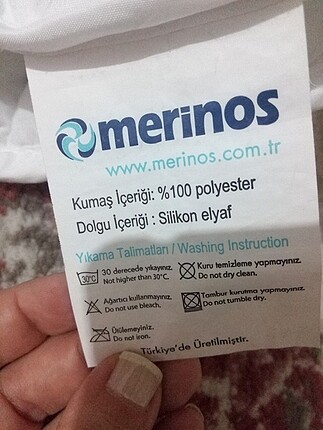 merinos
www.merinos.com.tr
Kumaş İçeriği: %100 polyester
Dolgu İçeriği : Silikon elyaf
Yıkama Talimatları / Washing Instruction
30°C 30 derecede yıkayınız.
Not higher than 30°C.
Kuru temizleme yapmayınız.
Do not dry clean.
Ağartıcı kullanmayınız.
Do not use bleach.
Tambur kurutma yapmayınız.
Do not tumble dry.
Ütülemeyiniz.
Do not iron.
Türkiye'de Üretilmiştir.